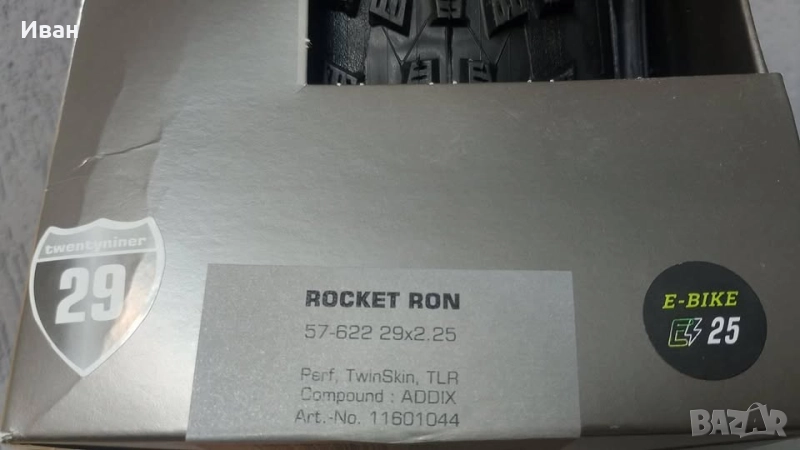 Иван
twentyniner
29
ROCKET RON
57-622 29x2.25
Perf, TwinSkin, TLR
Compound : ADDIX
Art.-No. 11601044
E-BIKE
E 25
BAZAR